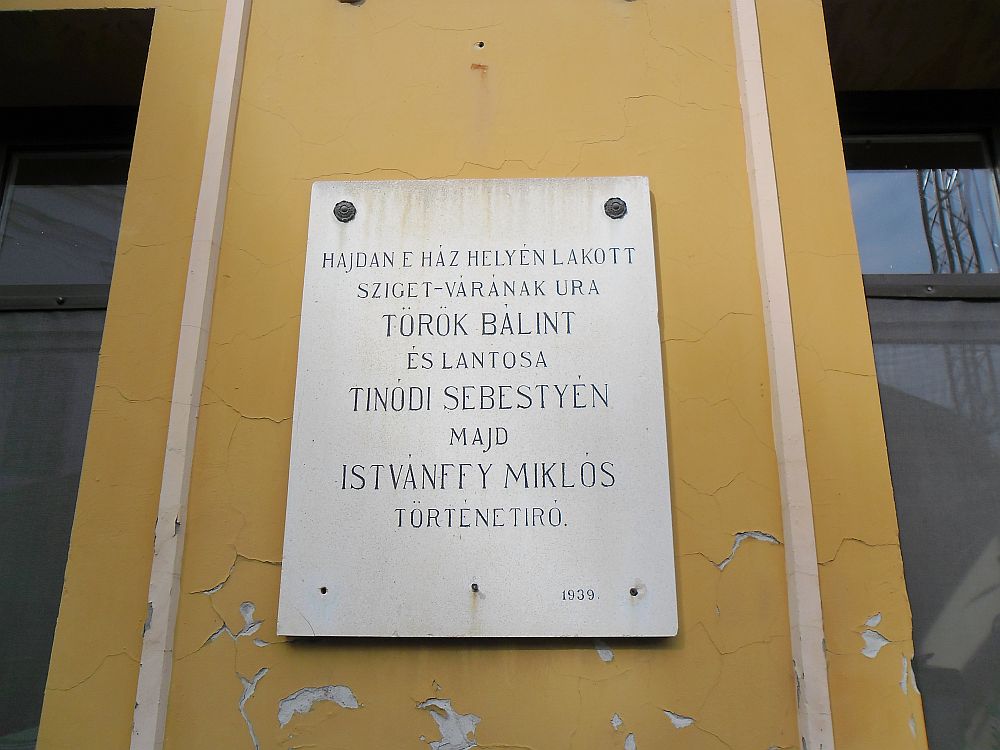 HAJDAN E HÁZ HELYÉN LAKOTT
SZIGET-VÁRÁNAK URA
TÖRÖK BÁLINT
ÉS LANTOSA
TINÓDI SEBESTYÉN
MAJD
ISTVÁNFFY MIKLÓS
TÖRTÉNETIRÓ.
1939.